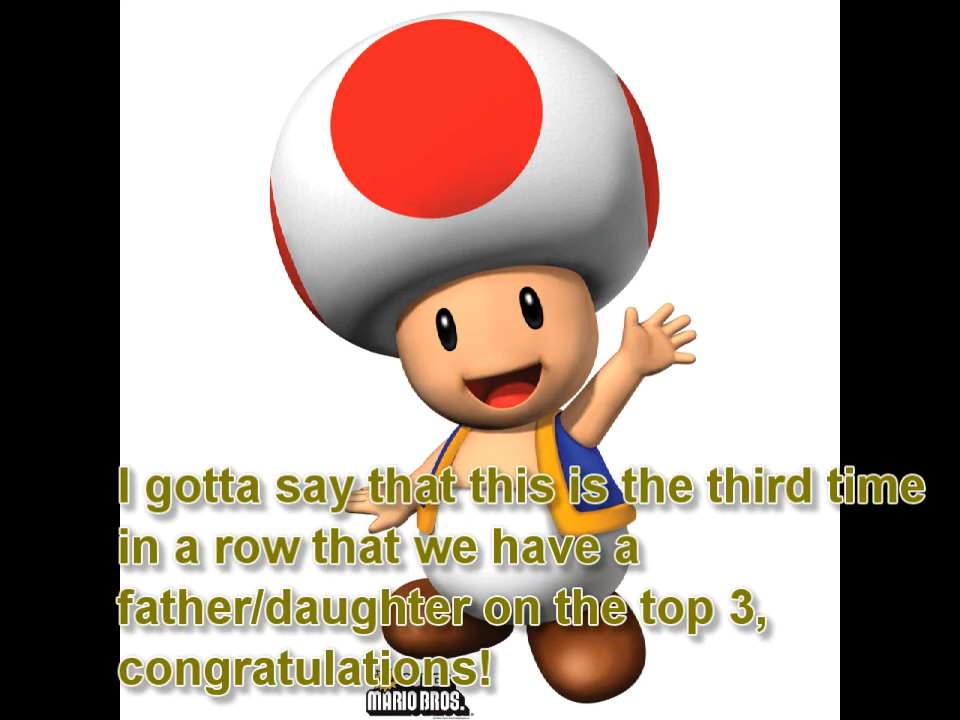 I gotta say that this is the third time
in a row that we have a
father/daughter on the top 3,
congratulations!
MARIO BROS.